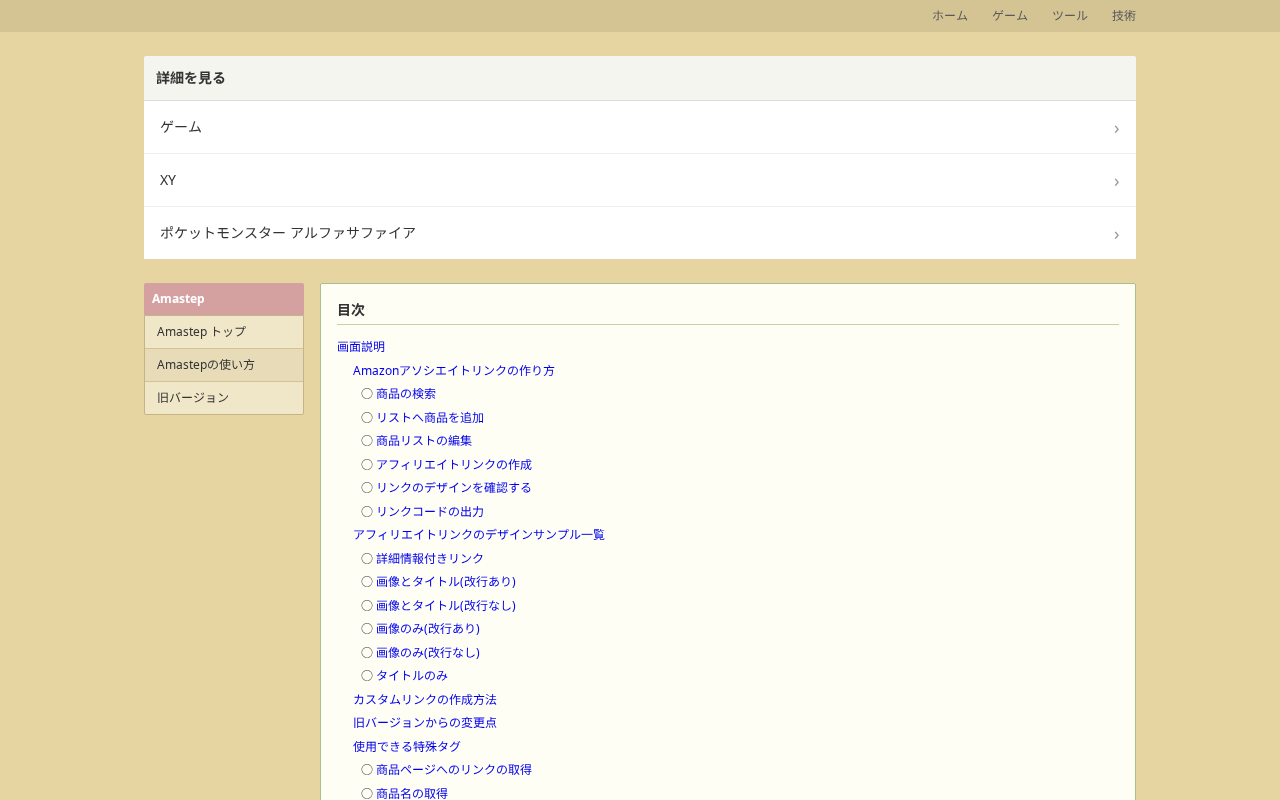 ホーム ゲーム ツール 技術
詳細を見る
ゲーム ›
XY ›
ポケットモンスター アルファサファイア ›
Amastep
Amastep トップ
Amastepの使い方
旧バージョン
目次
画面説明
Amazonアソシエイトリンクの作り方
〇 商品の検索
〇 リストへ商品を追加
〇 商品リストの編集
〇 アフィリエイトリンクの作成
〇 リンクのデザインを確認する
〇 リンクコードの出力
アフィリエイトリンクのデザインサンプル一覧
〇 詳細情報付きリンク
〇 画像とタイトル(改行あり)
〇 画像とタイトル(改行なし)
〇 画像のみ(改行あり)
〇 画像のみ(改行なし)
〇 タイトルのみ
カスタムリンクの作成方法
旧バージョンからの変更点
使用できる特殊タグ
〇 商品ページへのリンクの取得
〇 商品名の取得